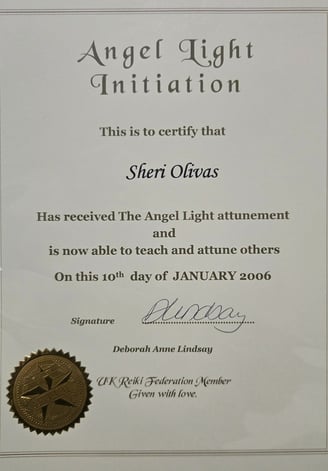 Angel Light
Initiation
This is to certify that
Sheri Olivas
Has received The Angel Light attunement
and
is now able to teach and attune others
On this 10th day of JANUARY 2006
Signature DLindsay
Deborah Anne Lindsay
UK Reiki Federation Member
Given with love.